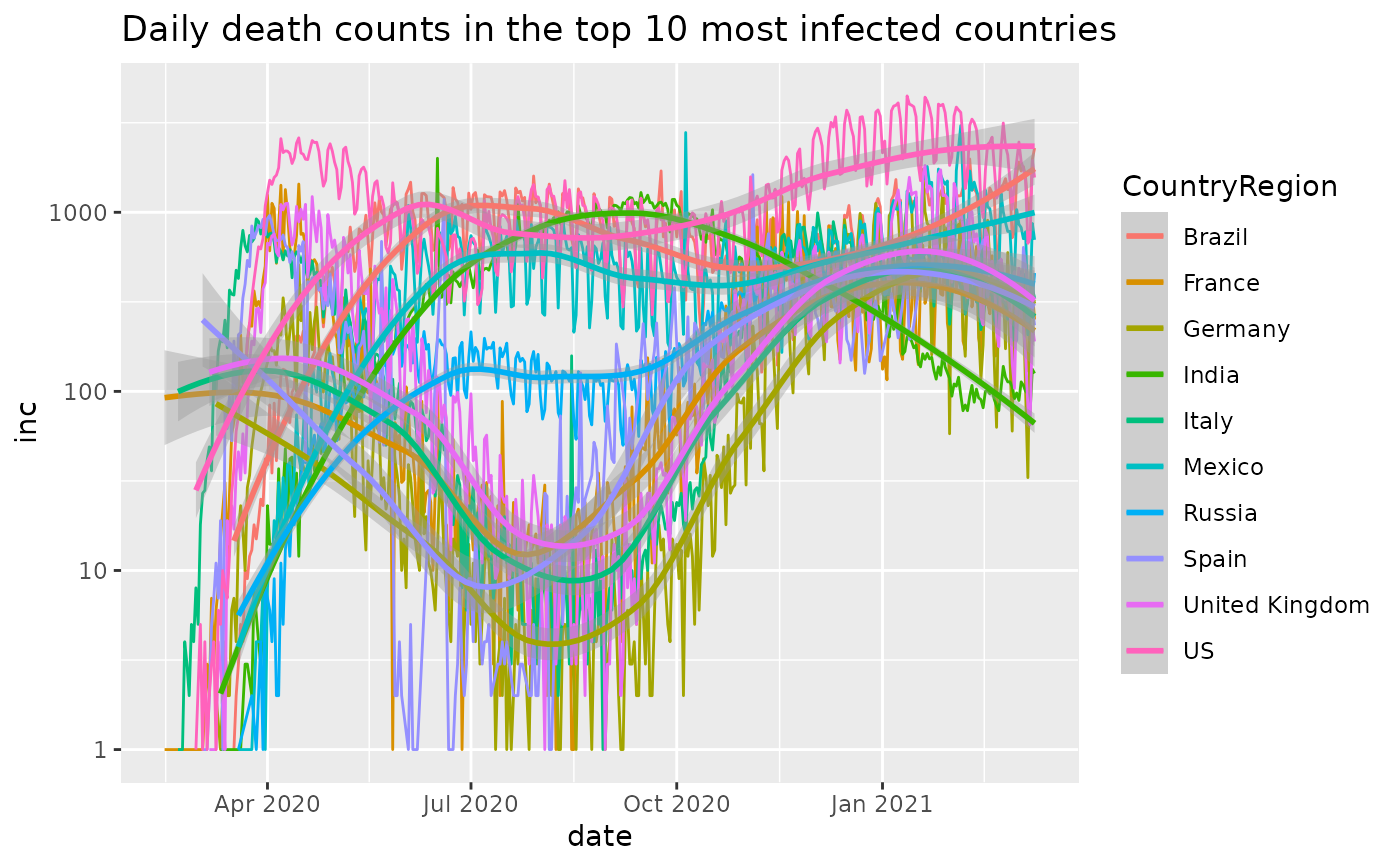 Daily death counts in the top 10 most infected countries
inc
1000
100
10
1
Apr 2020
Jul 2020
Oct 2020
Jan 2021
date
CountryRegion
Brazil
France
Germany
India
Italy
Mexico
Russia
Spain
United Kingdom
US